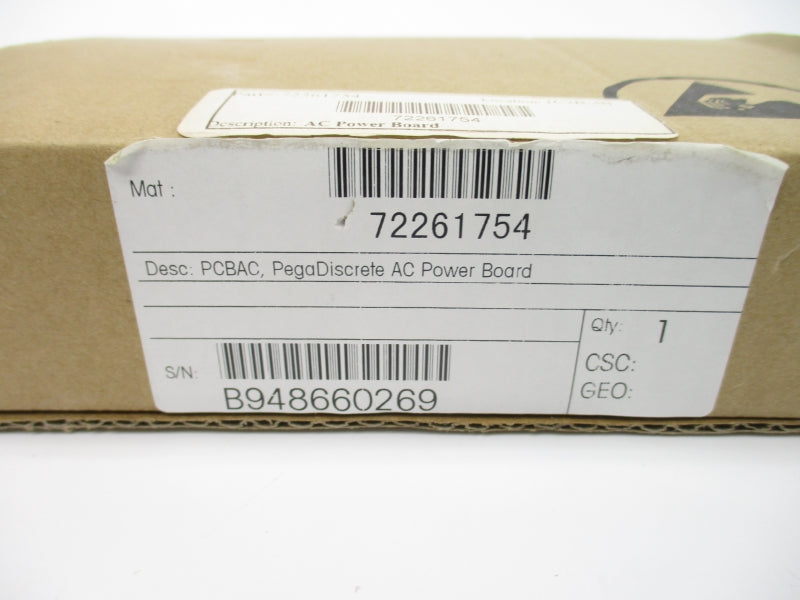 72261754
Description: AC Power Board
Mat :
72261754
Desc: PCBAC, PegaDiscrete AC Power Board
Qty: 1
S/N:
CSC:
B948660269
GEO: